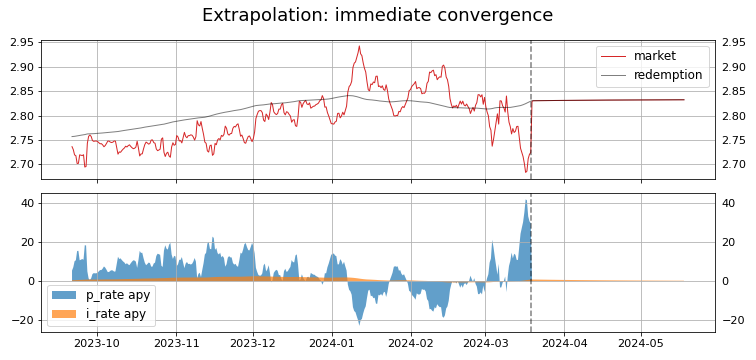 Extrapolation: immediate convergence
2.95 2.95
2.90 2.90
2.85 2.85
2.80 2.80
2.75 2.75
2.70 2.70
market
redemption
40 40
20 20
0 0
−20 −20
p_rate apy
i_rate apy
2023-10 2023-11 2023-12 2024-01 2024-02 2024-03 2024-04 2024-05